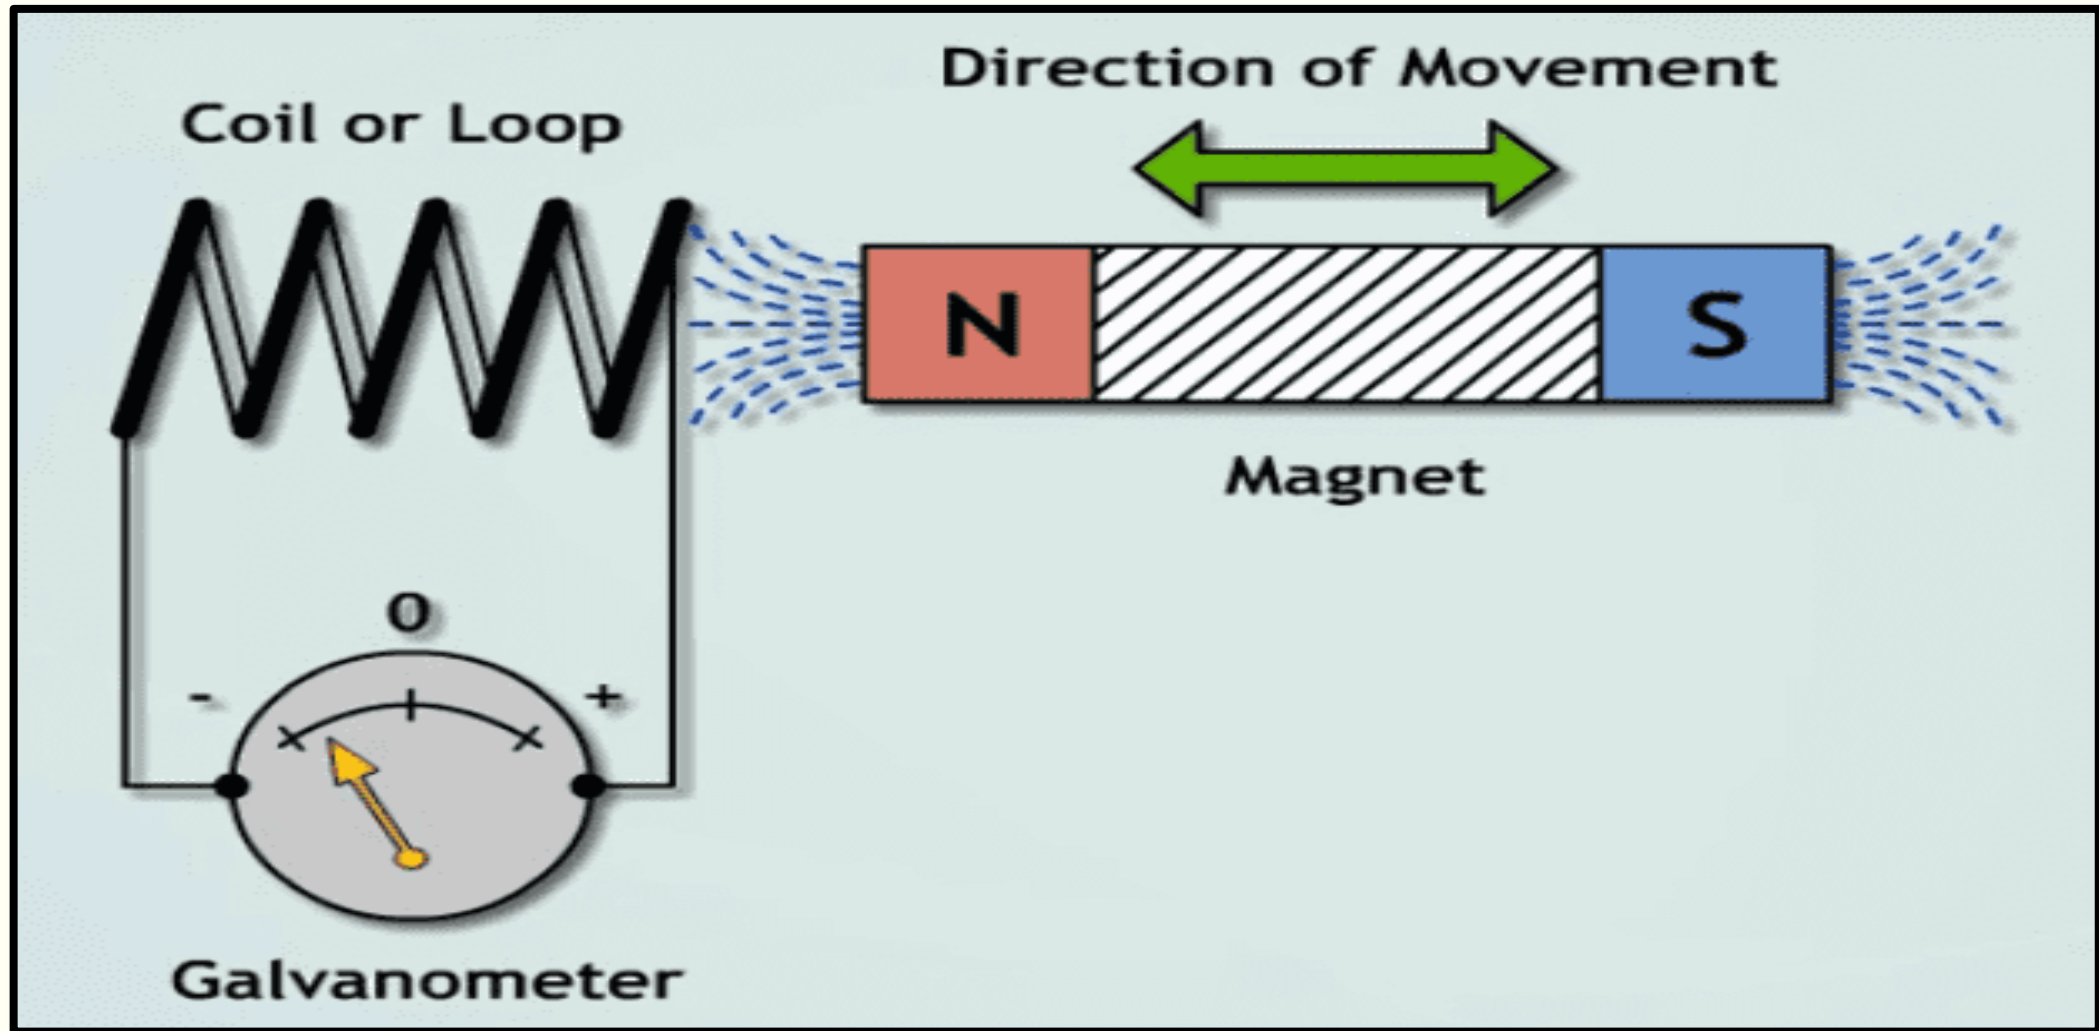 Direction of Movement
Coil or Loop
N
S
Magnet
0
- +
Galvanometer